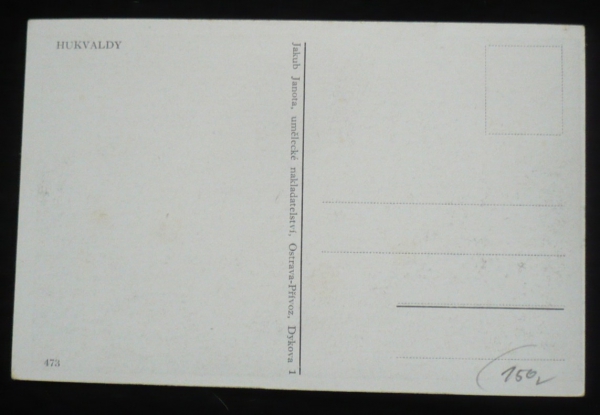 HUKVALDY
Jakub Janota, umělecké nakladatelství, Ostrava-Přívoz, Dykova 1
473
150,-